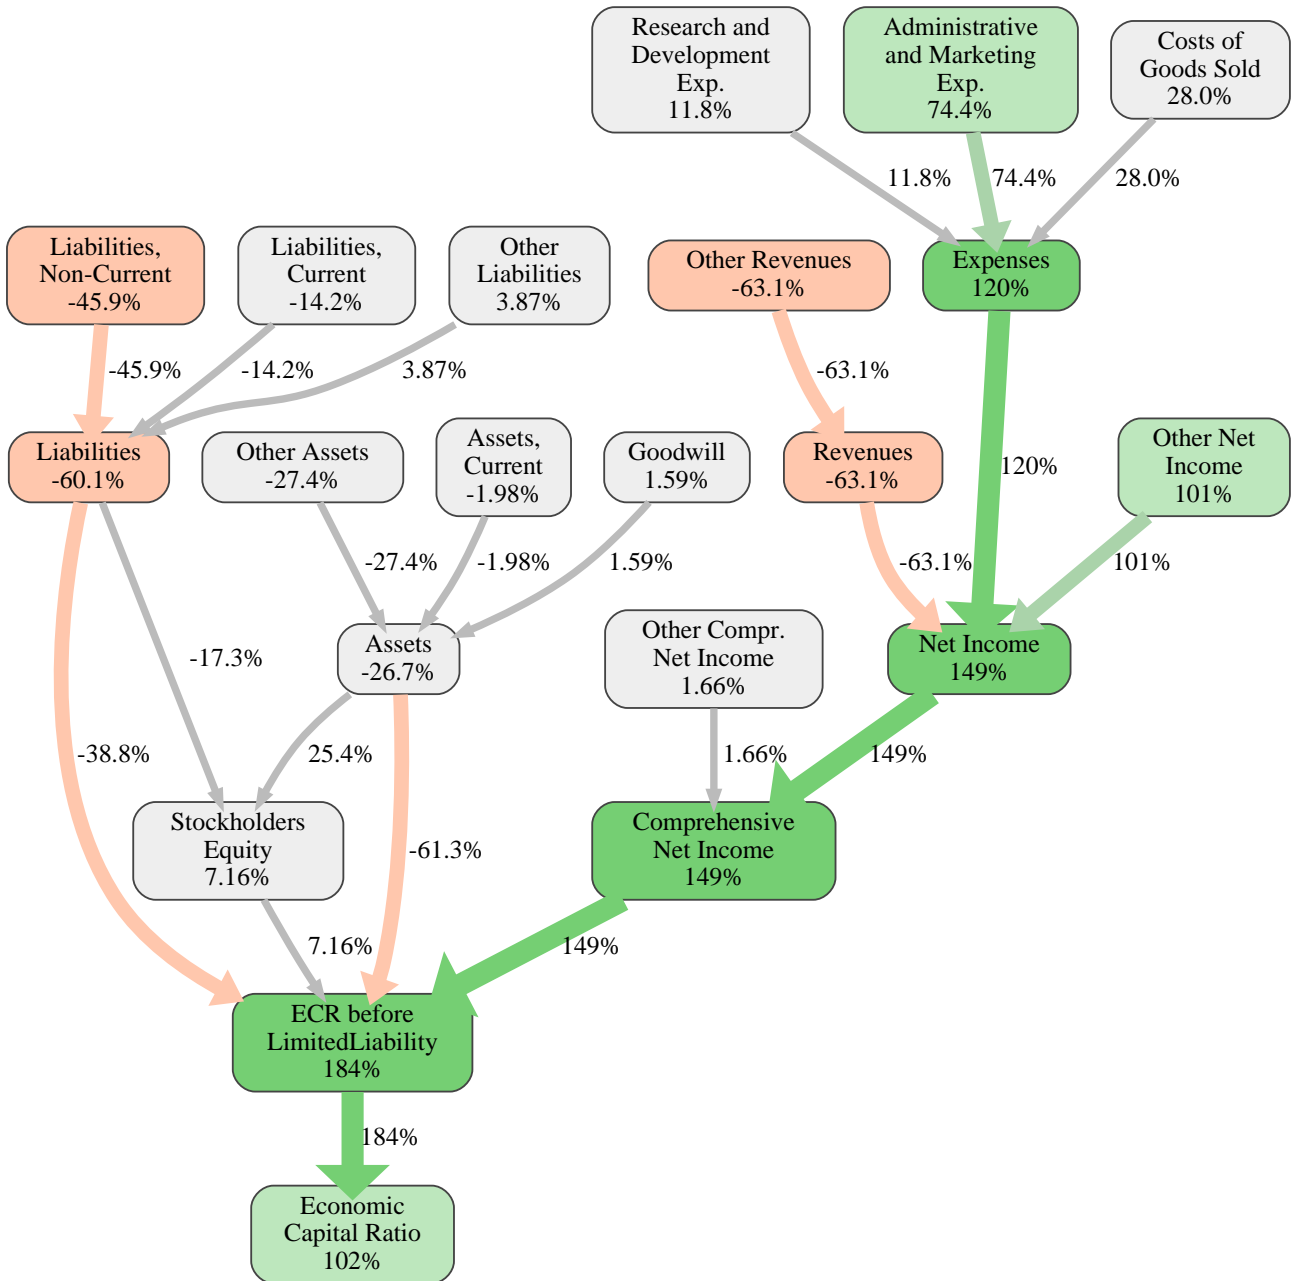 Research and
Development
Exp.
11.8%
Administrative
and Marketing
Exp.
74.4%
Costs of
Goods Sold
28.0%
11.8%
74.4%
28.0%
Liabilities,
Non-Current
-45.9%
Liabilities,
Current
-14.2%
Other
Liabilities
3.87%
Other Revenues
-63.1%
Expenses
120%
-45.9%
-14.2%
3.87%
-63.1%
Liabilities
-60.1%
Other Assets
-27.4%
Assets,
Current
-1.98%
Goodwill
1.59%
Revenues
-63.1%
120%
Other Net
Income
101%
-27.4%
-1.98%
1.59%
-63.1%
101%
-17.3%
Assets
-26.7%
Other Compr.
Net Income
1.66%
Net Income
149%
-38.8%
25.4%
1.66%
149%
Stockholders
Equity
7.16%
-61.3%
Comprehensive
Net Income
149%
7.16%
149%
ECR before
LimitedLiability
184%
184%
Economic
Capital Ratio
102%